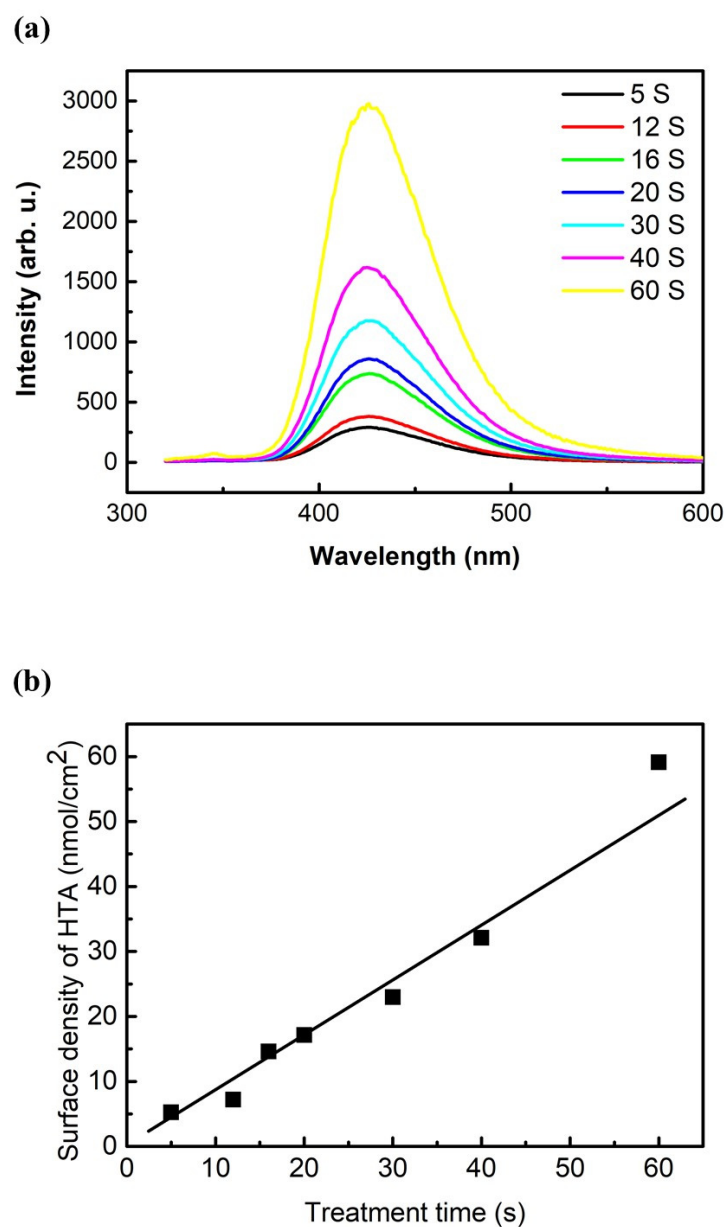 (a)
3000
2500
2000
1500
1000
500
0
Intensity (arb. u.)
5 S
12 S
16 S
20 S
30 S
40 S
60 S
300 400 500 600
Wavelength (nm)
(b)
60
50
40
30
20
10
0
Surface density of HTA (nmol/cm²)
0 10 20 30 40 50 60
Treatment time (s)